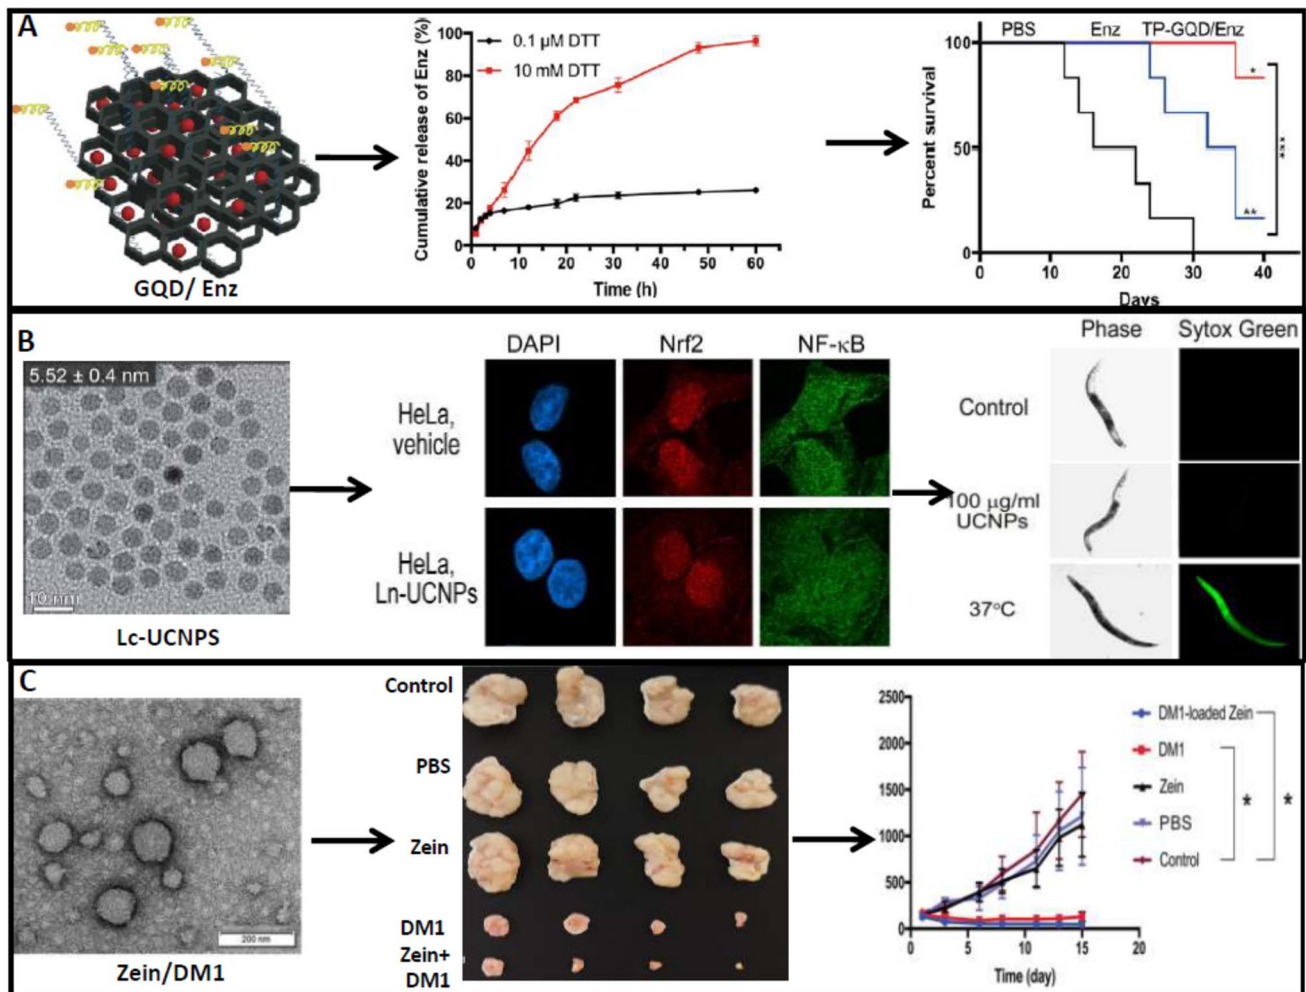 A
GQD/ Enz
Cumulative release of Enz (%)
100
80
60
40
20
0
0.1 µM DTT
10 mM DTT
0 10 20 30 40 50 60
Time (h)
PBS Enz TP-GQD/Enz
Percent survival
100
50
0
*
**
***
0 10 20 30 40
Days
B
5.52 ± 0.4 nm
10 nm
Lc-UCNPS
DAPI Nrf2 NF-κB
HeLa,
vehicle
HeLa,
Ln-UCNPs
Phase Sytox Green
Control
100 µg/ml
UCNPs
37°C
C
200 nm
Zein/DM1
Control
PBS
Zein
DM1
Zein+
DM1
2500
2000
1500
1000
500
0
0 5 10 15 20
Time (day)
DM1-loaded Zein
DM1
Zein
PBS
Control
* *